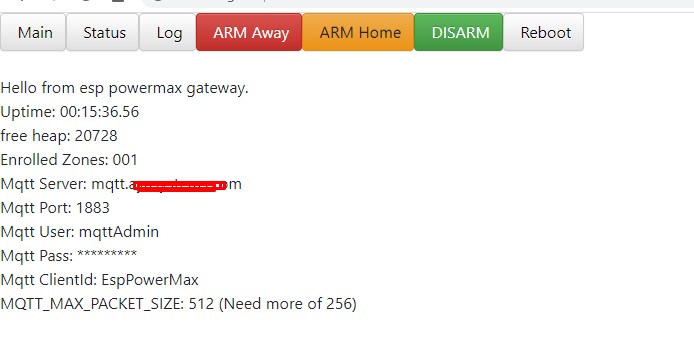 Main Status Log ARM Away ARM Home DISARM Reboot
Hello from esp powermax gateway.
Uptime: 00:15:36.56
free heap: 20728
Enrolled Zones: 001
Mqtt Server: mqtt.
Mqtt Port: 1883
Mqtt User: mqttAdmin
Mqtt Pass: *********
Mqtt ClientId: EspPowerMax
MQTT_MAX_PACKET_SIZE: 512 (Need more of 256)